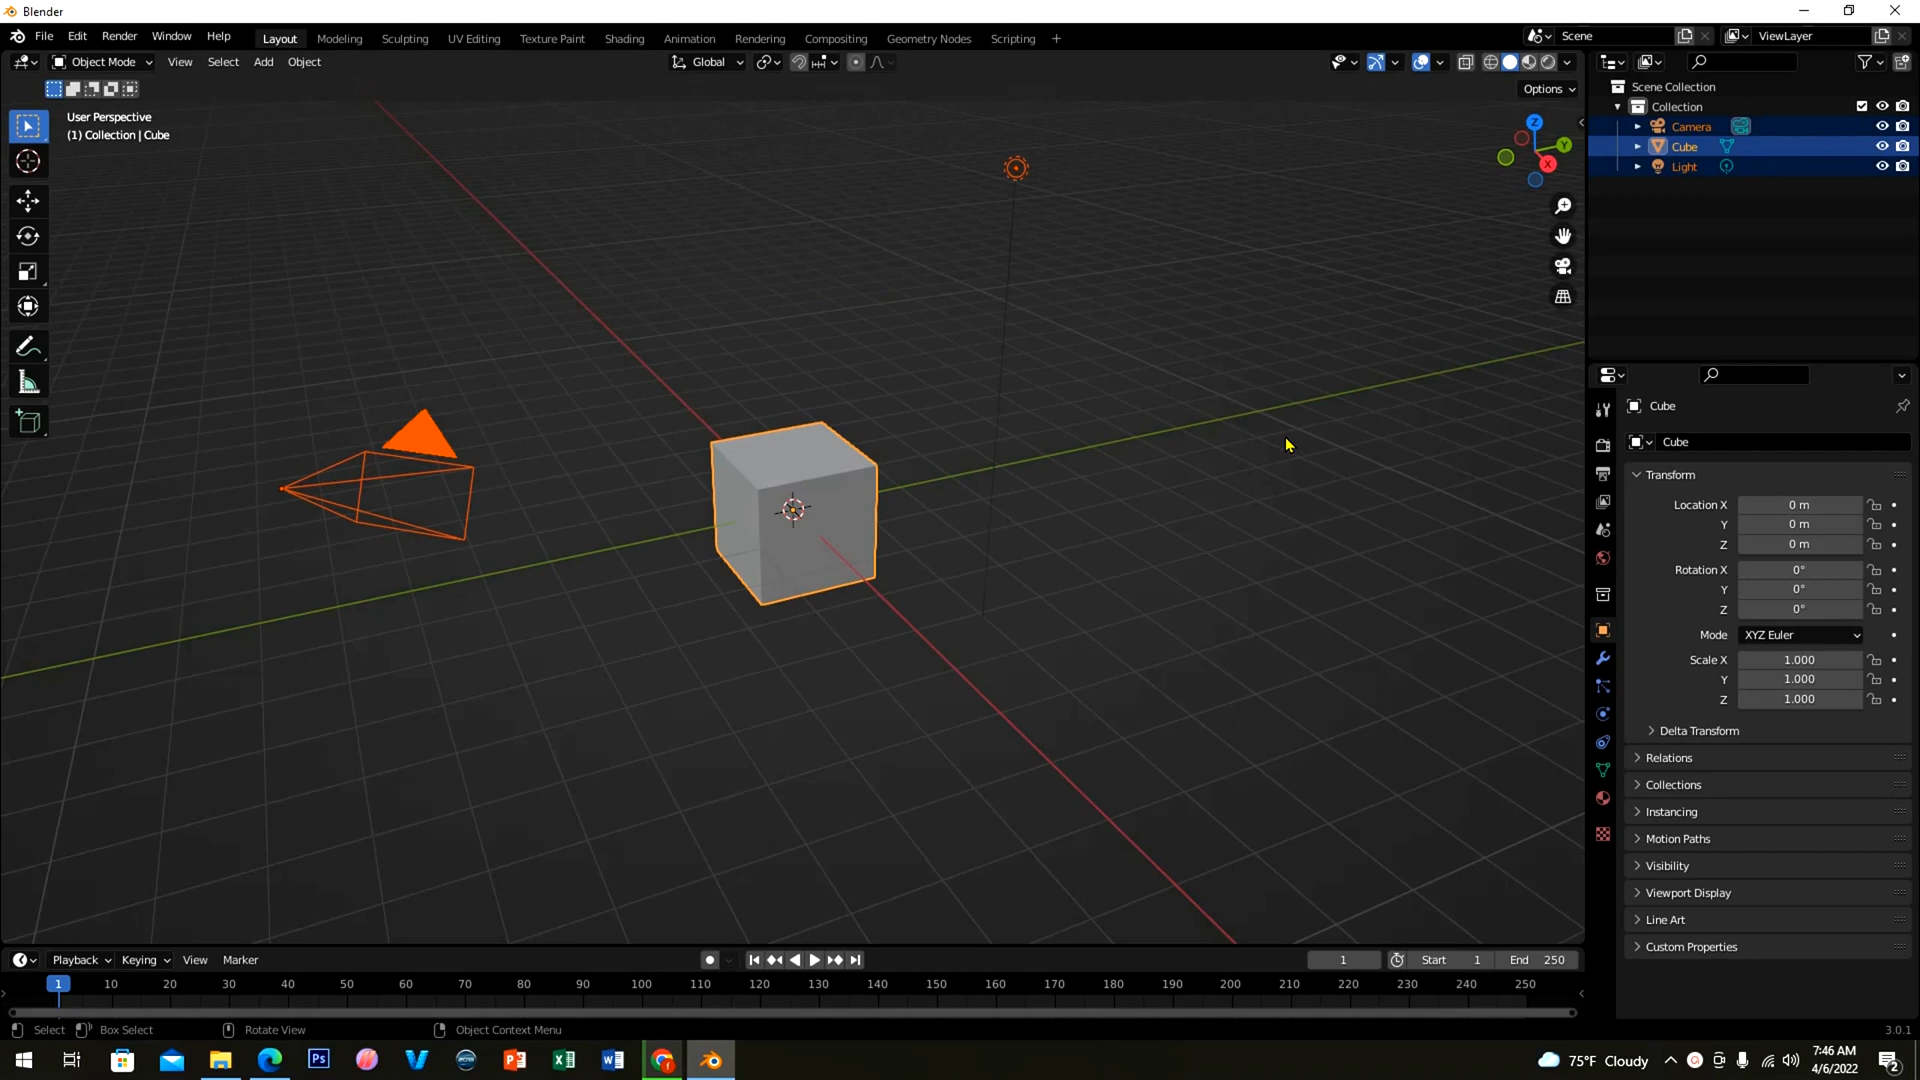 Blender
File Edit Render Window Help Layout Modeling Sculpting UV Editing Texture Paint Shading Animation Rendering Compositing Geometry Nodes Scripting + Scene ViewLayer
Object Mode View Select Add Object Global
Options
User Perspective
(1) Collection | Cube
Z
Y
X
Scene Collection
Collection
Camera
Cube
Light
Cube
Cube
Transform
Location X 0 m
Y 0 m
Z 0 m
Rotation X 0°
Y 0°
Z 0°
Mode XYZ Euler
Scale X 1.000
Y 1.000
Z 1.000
Delta Transform
Relations
Collections
Instancing
Motion Paths
Visibility
Viewport Display
Line Art
Custom Properties
Playback Keying View Marker 1 Start 1 End 250
1 10 20 30 40 50 60 70 80 90 100 110 120 130 140 150 160 170 180 190 200 210 220 230 240 250
Select Box Select Rotate View Object Context Menu 3.0.1
Ps
75°F Cloudy
7:46 AM
4/6/2022
2